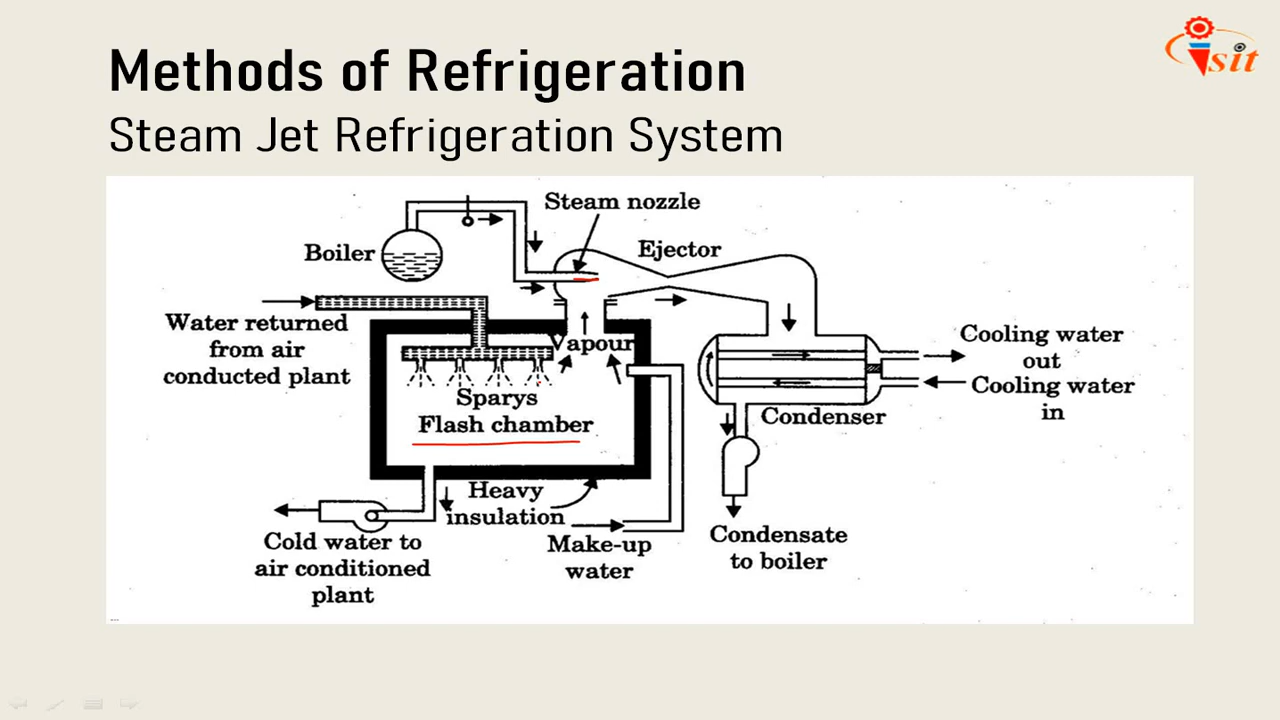 Methods of Refrigeration
Steam Jet Refrigeration System
isit
Steam nozzle
Boiler
Ejector
Water returned
from air
conducted plant
Vapour
Sparys
Flash chamber
Cooling water
out
Cooling water
in
Condenser
Heavy
insulation
Cold water to
air conditioned
plant
Make-up
water
Condensate
to boiler